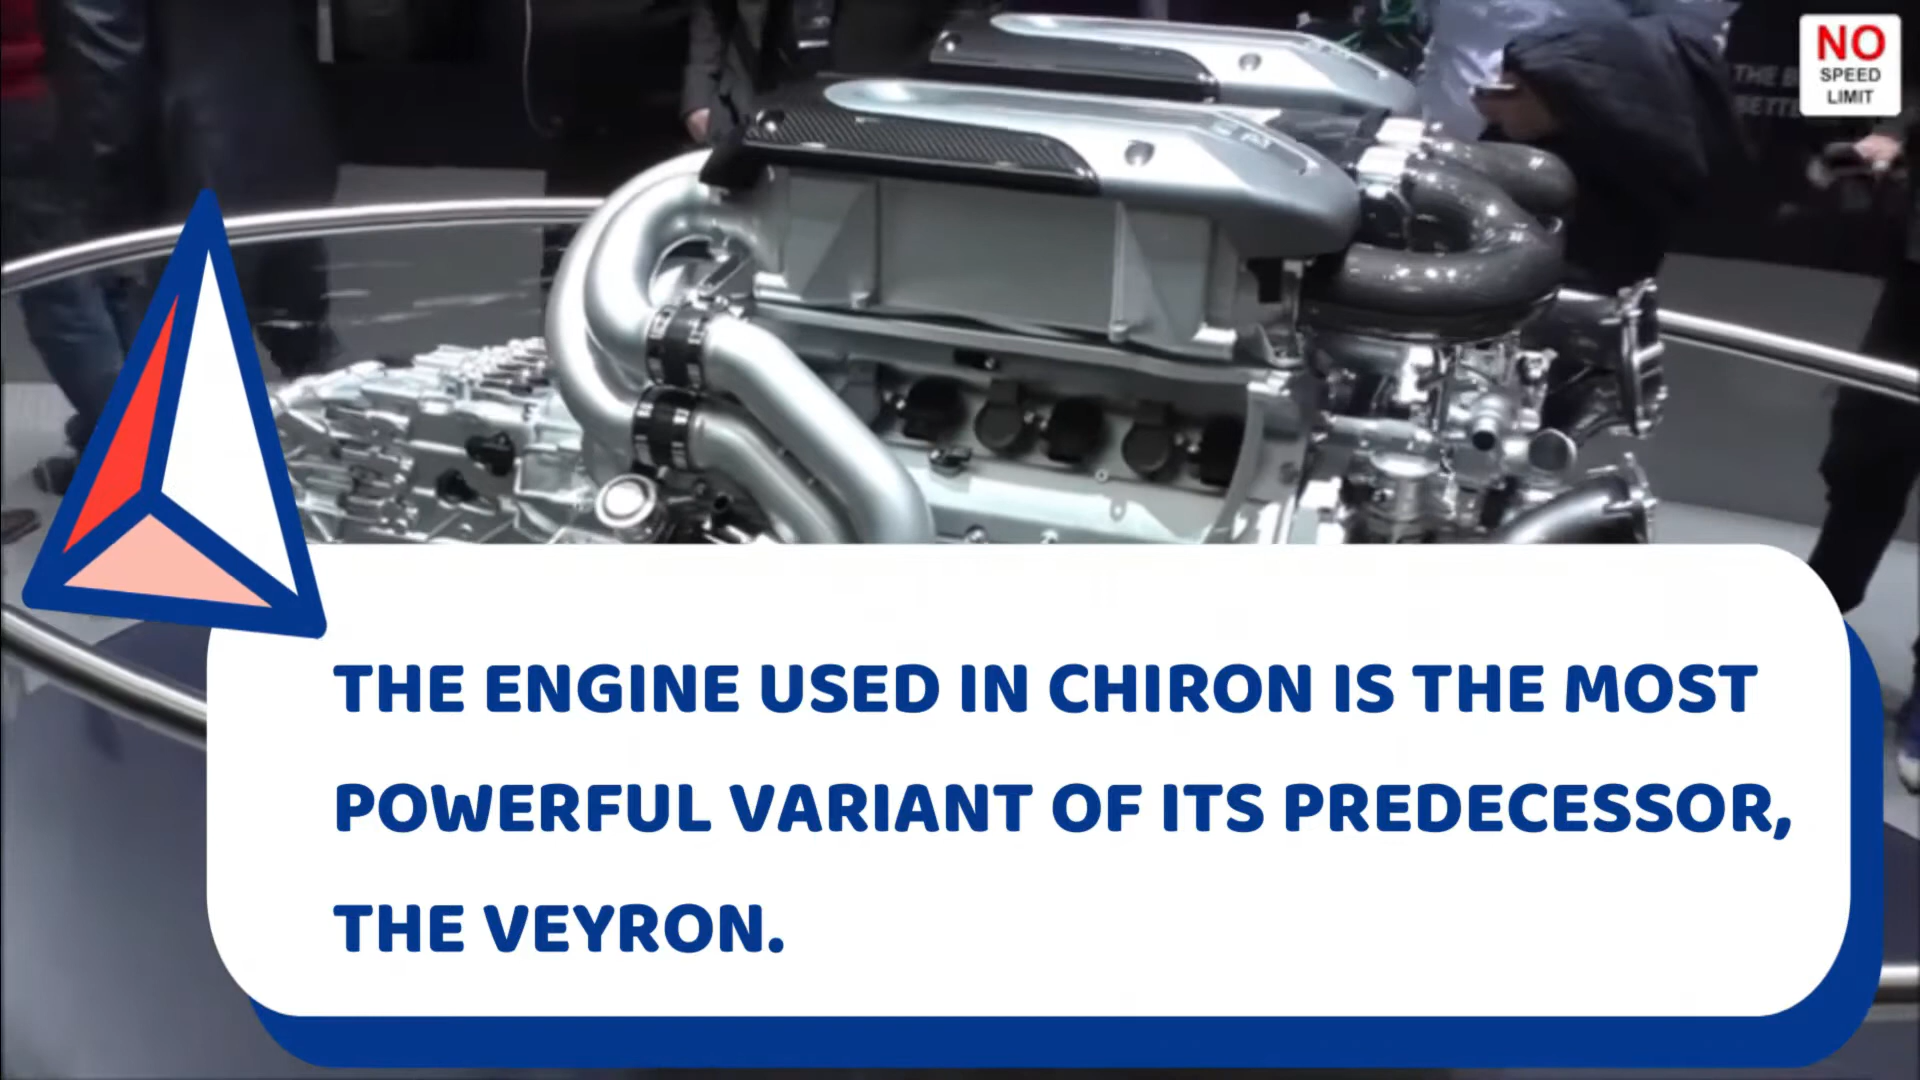 NO
SPEED
LIMIT
THE ENGINE USED IN CHIRON IS THE MOST
POWERFUL VARIANT OF ITS PREDECESSOR,
THE VEYRON.